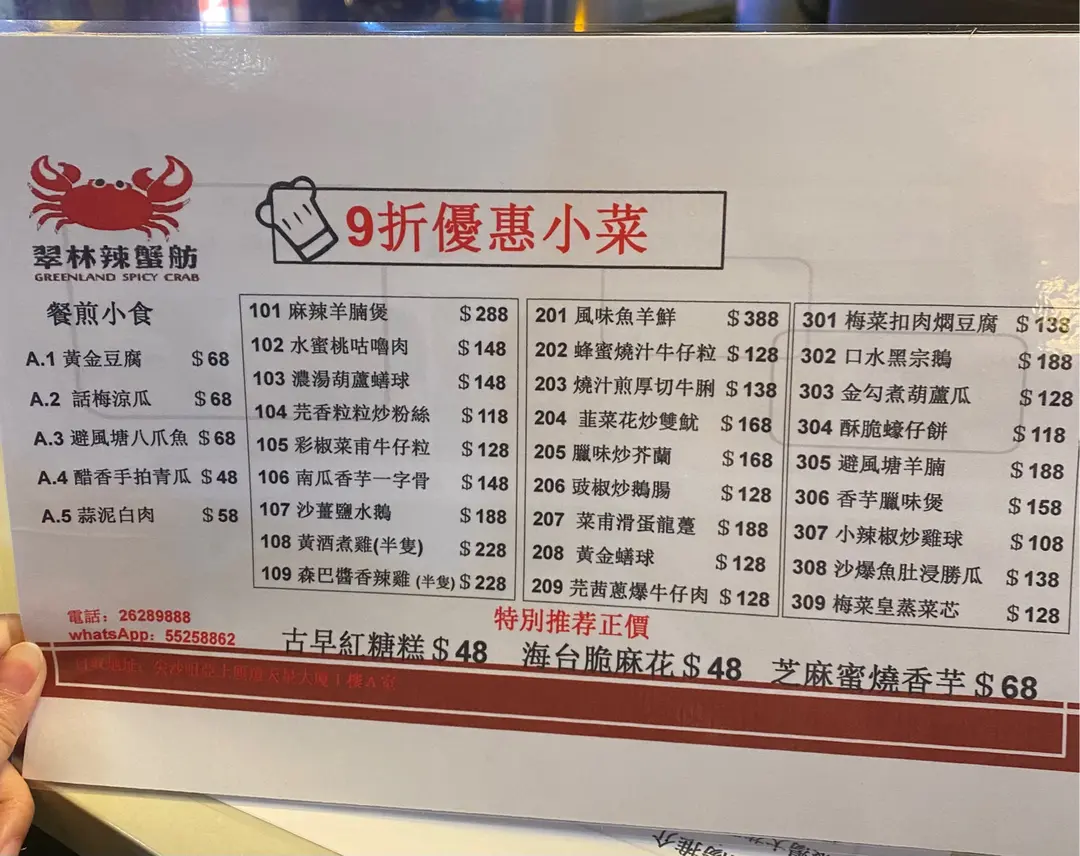 翠林辣蟹舫
GREENLAND SPICY CRAB
9折優惠小菜
餐煎小食
A.1 黃金豆腐 $68
A.2 話梅涼瓜 $68
A.3 避風塘八爪魚 $68
A.4 醋香手拍青瓜 $48
A.5 蒜泥白肉 $58
101 麻辣羊腩煲 $288
102 水蜜桃咕嚕肉 $148
103 濃湯葫蘆蟮球 $148
104 芫香粒粒炒粉絲 $118
105 彩椒菜甫牛仔粒 $128
106 南瓜香芋一字骨 $148
107 沙薑鹽水鵝 $188
108 黃酒煮雞(半隻) $228
109 森巴醬香辣雞 (半隻) $228
201 風味魚羊鮮 $388
202 蜂蜜燒汁牛仔粒 $128
203 燒汁煎厚切牛脷 $138
204 韮菜花炒雙魷 $168
205 臘味炒芥蘭 $168
206 豉椒炒鵝腸 $128
207 菜甫滑蛋龍躉 $188
208 黃金蟮球 $128
209 芫茜蔥爆牛仔肉 $128
301 梅菜扣肉燜豆腐 $138
302 口水黑宗鵝 $188
303 金勾煮葫蘆瓜 $128
304 酥脆蠔仔餅 $118
305 避風塘羊腩 $188
306 香芋臘味煲 $158
307 小辣椒炒雞球 $108
308 沙爆魚肚浸勝瓜 $138
309 梅菜皇蒸菜芯 $128
電話：26289888
whatsApp：55258862
特別推荐正價
古早紅糖糕 $48 海台脆麻花 $48 芝麻蜜燒香芋 $68
地址：尖沙咀